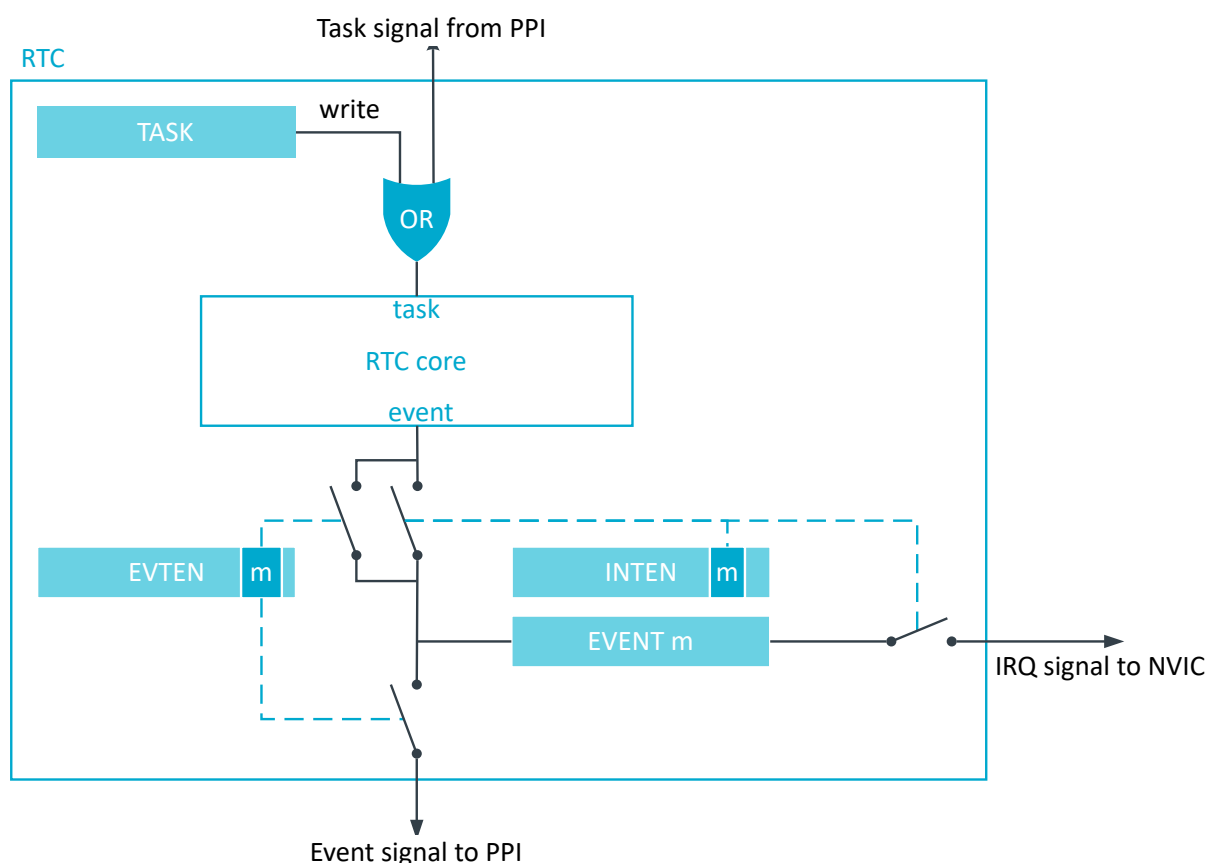 Task signal from PPI
RTC
write
TASK
OR
task
RTC core
event
EVTEN m
INTEN m
EVENT m
IRQ signal to NVIC
Event signal to PPI